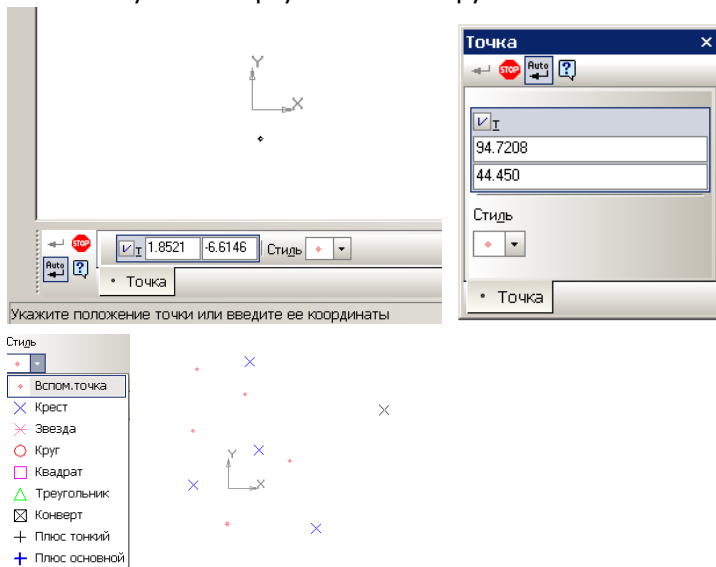 Y
X
STOP
Auto
T 1.8521 -6.6146 Стиль
Точка
Укажите положение точки или введите ее координаты
Точка
STOP
Auto
T
94.7208
44.450
Стиль
Точка
Стиль
Вспом.точка
Крест
Звезда
Круг
Квадрат
Треугольник
Конверт
Плюс тонкий
Плюс основной
Y
X